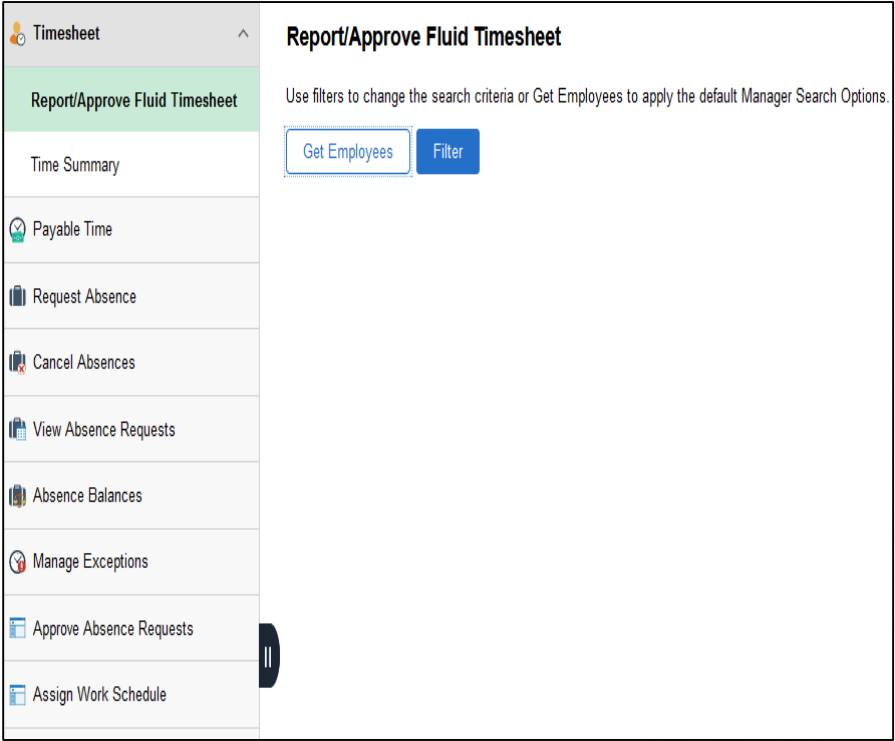 Timesheet
Report/Approve Fluid Timesheet
Time Summary
Payable Time
Request Absence
Cancel Absences
View Absence Requests
Absence Balances
Manage Exceptions
Approve Absence Requests
Assign Work Schedule
Report/Approve Fluid Timesheet
Use filters to change the search criteria or Get Employees to apply the default Manager Search Options.
Get Employees
Filter